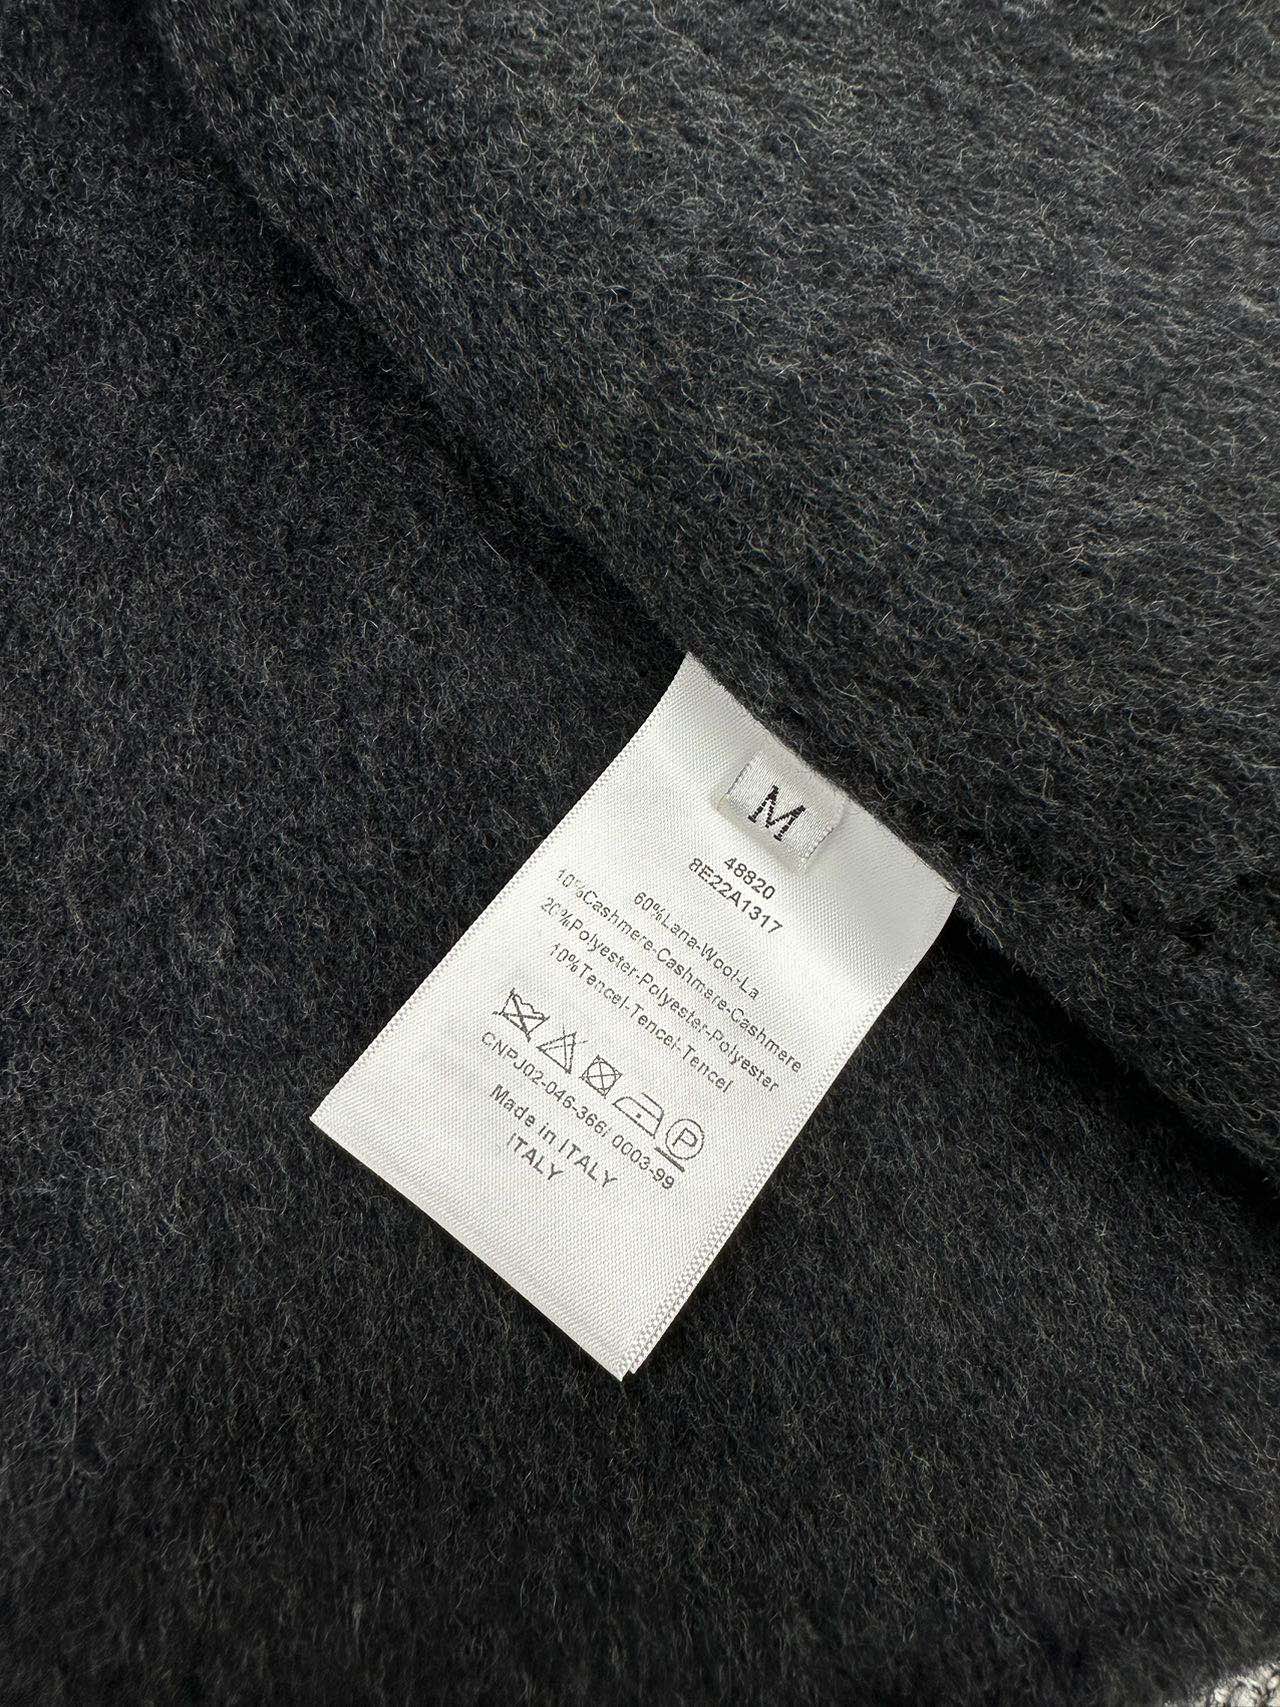 M
48820
8E22A1317
60%Lana-Wool-La
10%Cashmere-Cashmere-Cashmere
20%Polyester-Polyester-Polyester
10%Tencel-Tencel-Tencel
P
CNPJ02-046-366; 0003-99
Made in ITALY
ITALY